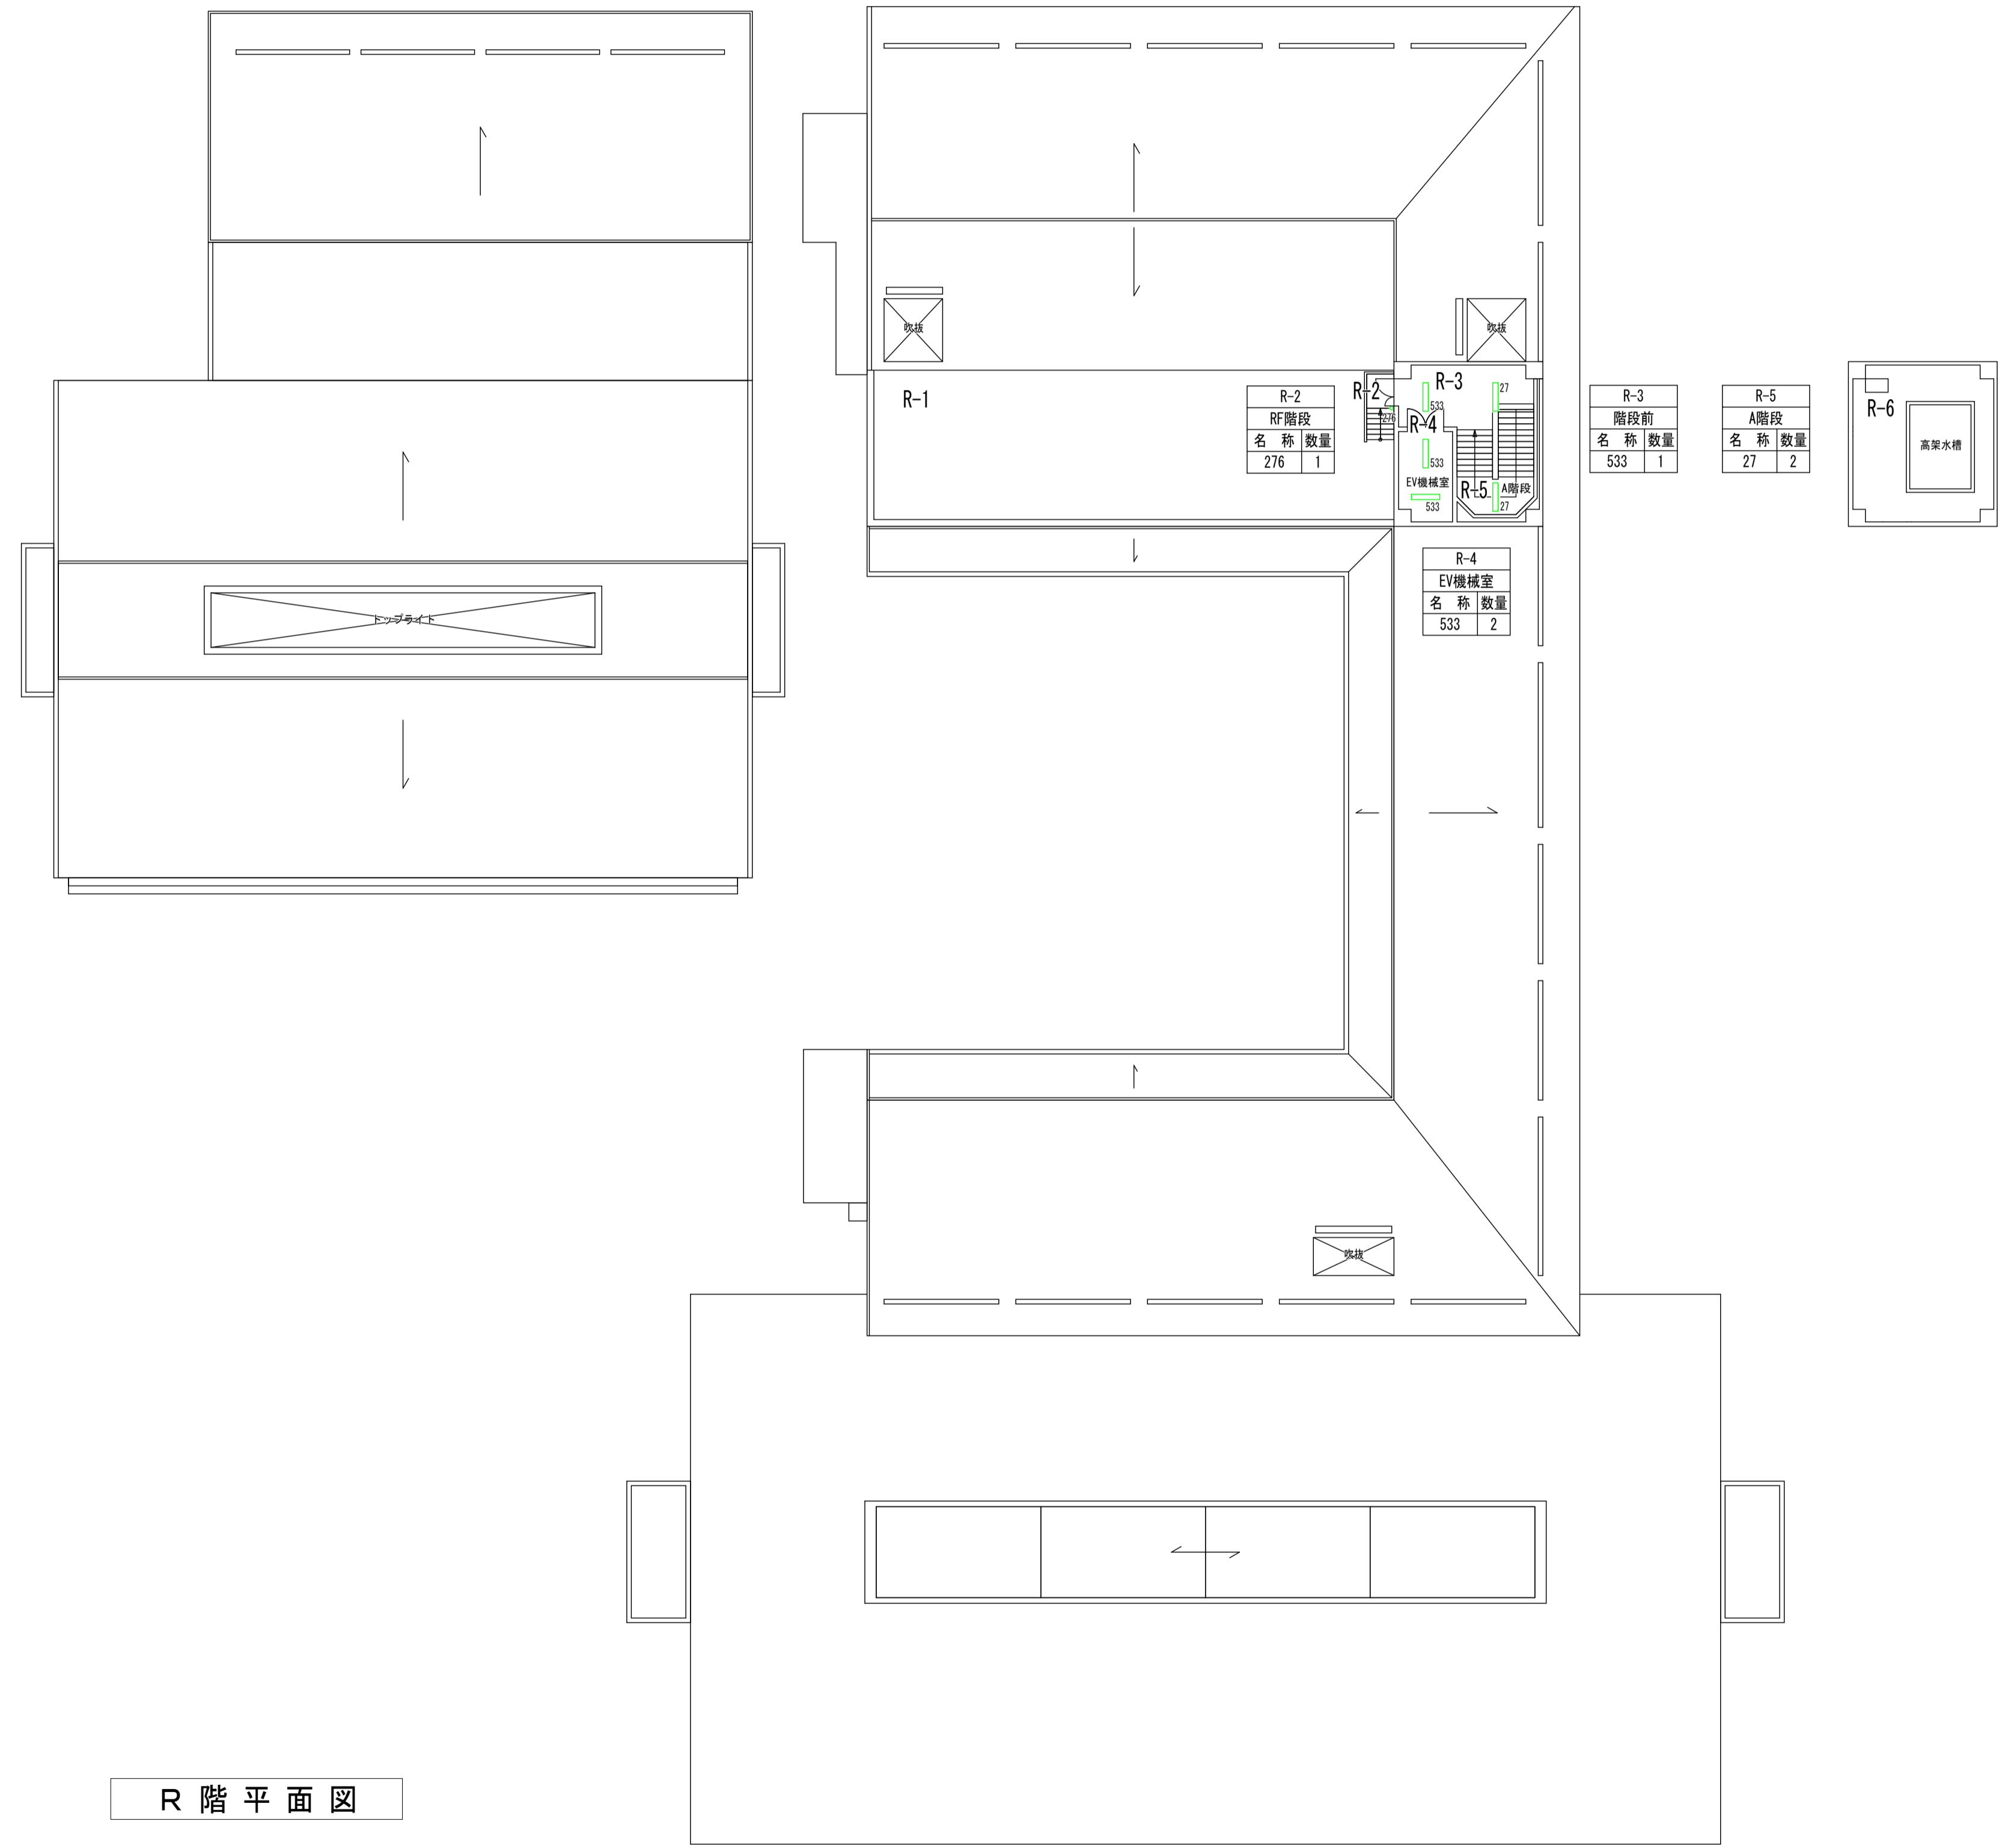 吹抜
吹抜
R-1
R-2
R-3
R-4
R-5
R-6
276
533
533
533
27
27
EV機械室
A階段
高架水槽
R-2
RF階段
名 称 数量
276 1
R-3
階段前
名 称 数量
533 1
R-5
A階段
名 称 数量
27 2
R-4
EV機械室
名 称 数量
533 2
トップライト
吹抜
R階平面図